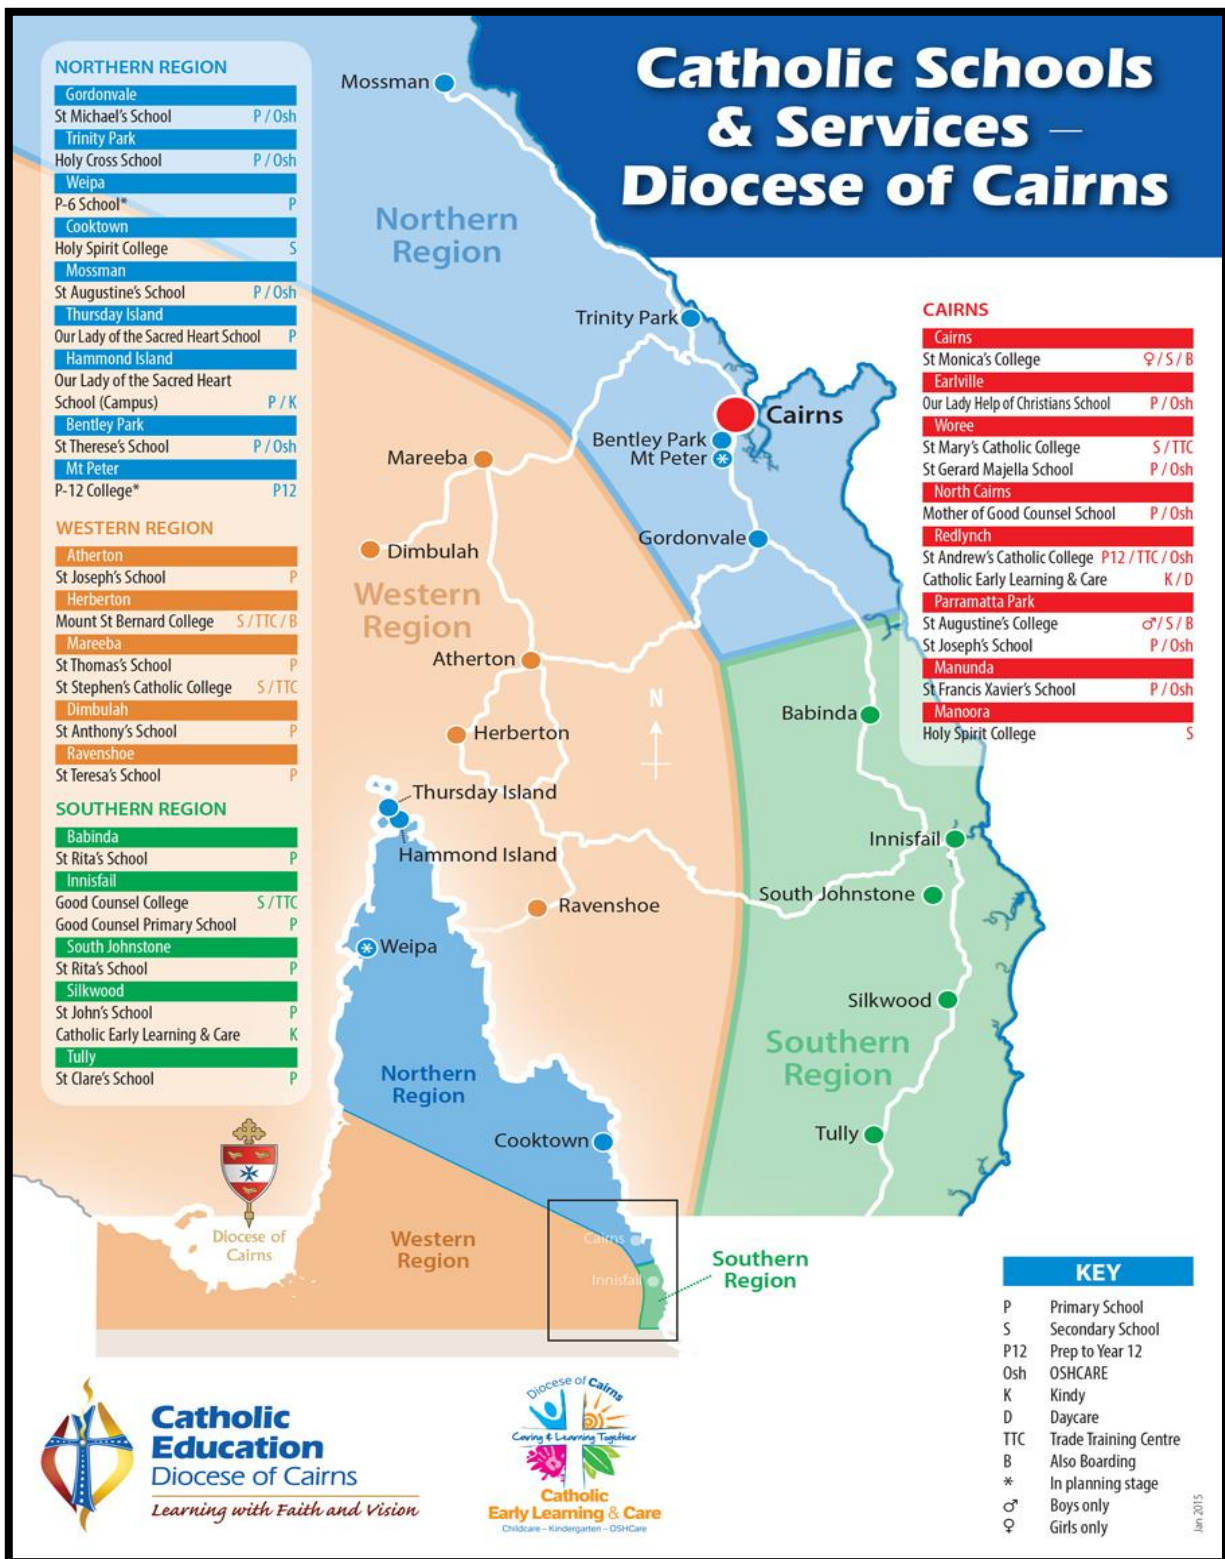 Catholic Schools
& Services –
Diocese of Cairns
NORTHERN REGION
Gordonvale
St Michael's School P / Osh
Trinity Park
Holy Cross School P / Osh
Weipa
P-6 School* P
Cooktown
Holy Spirit College S
Mossman
St Augustine's School P / Osh
Thursday Island
Our Lady of the Sacred Heart School P
Hammond Island
Our Lady of the Sacred Heart
School (Campus) P / K
Bentley Park
St Therese's School P / Osh
Mt Peter
P-12 College* P12
WESTERN REGION
Atherton
St Joseph's School P
Herberton
Mount St Bernard College S / TTC / B
Mareeba
St Thomas's School P
St Stephen's Catholic College S / TTC
Dimbulah
St Anthony's School P
Ravenshoe
St Teresa's School P
SOUTHERN REGION
Babinda
St Rita's School P
Innisfail
Good Counsel College S / TTC
Good Counsel Primary School P
South Johnstone
St Rita's School P
Silkwood
St John's School P
Catholic Early Learning & Care K
Tully
St Clare's School P
CAIRNS
Cairns
St Monica's College ♀ / S / B
Earlville
Our Lady Help of Christians School P / Osh
Woree
St Mary's Catholic College S / TTC
St Gerard Majella School P / Osh
North Cairns
Mother of Good Counsel School P / Osh
Redlynch
St Andrew's Catholic College P12 / TTC / Osh
Catholic Early Learning & Care K / D
Parramatta Park
St Augustine's College ♂ / S / B
St Joseph's School P / Osh
Manunda
St Francis Xavier's School P / Osh
Manoora
Holy Spirit College S
Mossman
Northern
Region
Trinity Park
Cairns
Bentley Park
Mt Peter *
Mareeba
Gordonvale
Dimbulah
Western
Region
Atherton
N
Babinda
Herberton
Thursday Island
Hammond Island
Innisfail
South Johnstone
Ravenshoe
* Weipa
Silkwood
Southern
Region
Northern
Region
Tully
Cooktown
Diocese of
Cairns
Western
Region
Cairns
Innisfail
Southern
Region
KEY
P Primary School
S Secondary School
P12 Prep to Year 12
Osh OSHCARE
K Kindy
D Daycare
TTC Trade Training Centre
B Also Boarding
* In planning stage
♂ Boys only
♀ Girls only
Jan 2015
Catholic
Education
Diocese of Cairns
Learning with Faith and Vision
Diocese of Cairns
Caring & Learning Together
Catholic
Early Learning & Care
Childcare – Kindergarten – OSHCare